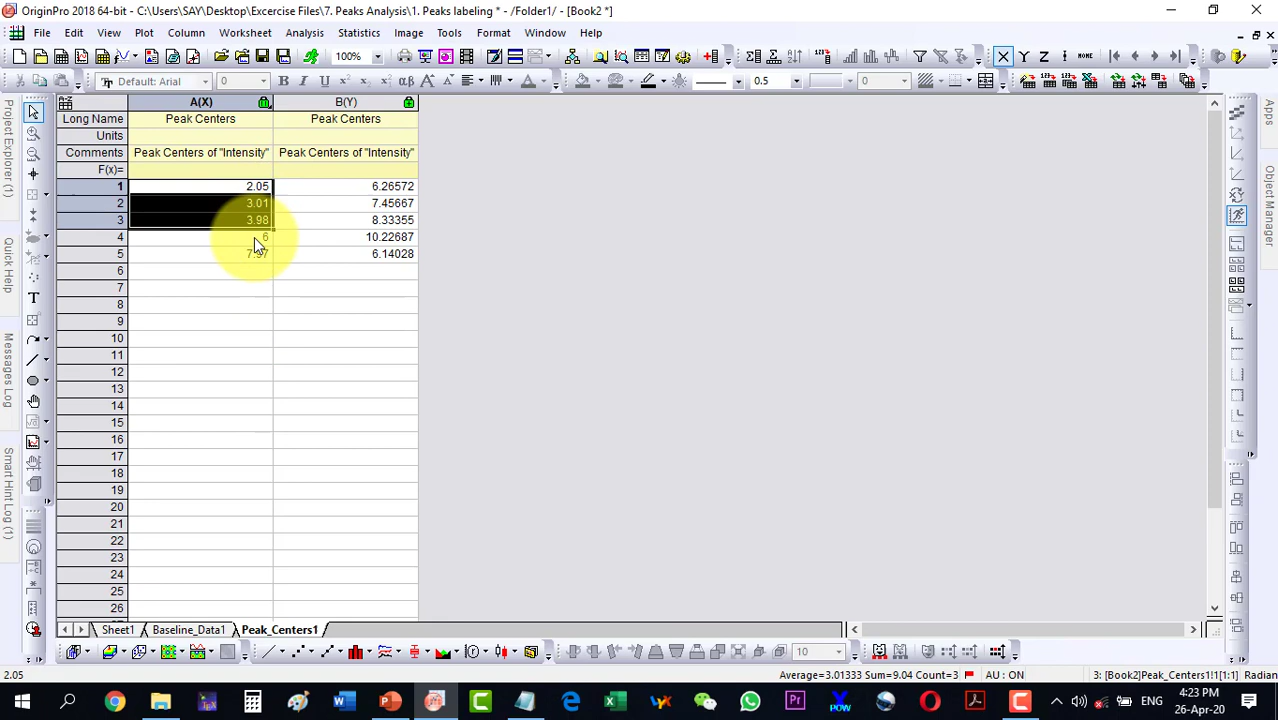 OriginPro 2018 64-bit - C:\Users\SAY\Desktop\Excercise Files\7. Peaks Analysis\1. Peaks labeling * - /Folder1/ - [Book2 *]
File Edit View Plot Column Worksheet Analysis Statistics Image Format Tools Window Help
100%
Default: Arial 0 0.5 0
A(X) B(Y)
Long Name Peak Centers Peak Centers
Units
Comments Peak Centers of "Intensity" Peak Centers of "Intensity"
F(x)=
1 2.05 6.26572
2 3.01 7.45667
3 3.98 8.33355
4 6 10.22687
5 7.97 6.14028
6
7
8
9
10
11
12
13
14
15
16
17
18
19
20
21
22
23
24
25
26
Project Explorer (1)
Quick Help
Messages Log
Smart Hint Log (1)
Apps
Object Manager
Sheet1 Baseline_Data1 Peak_Centers1
10
2.05 Average=3.01333 Sum=9.04 Count=3 AU : ON 3: [Book2]Peak_Centers1!1[1:1] Radian
ENG
4:23 PM
26-Apr-20